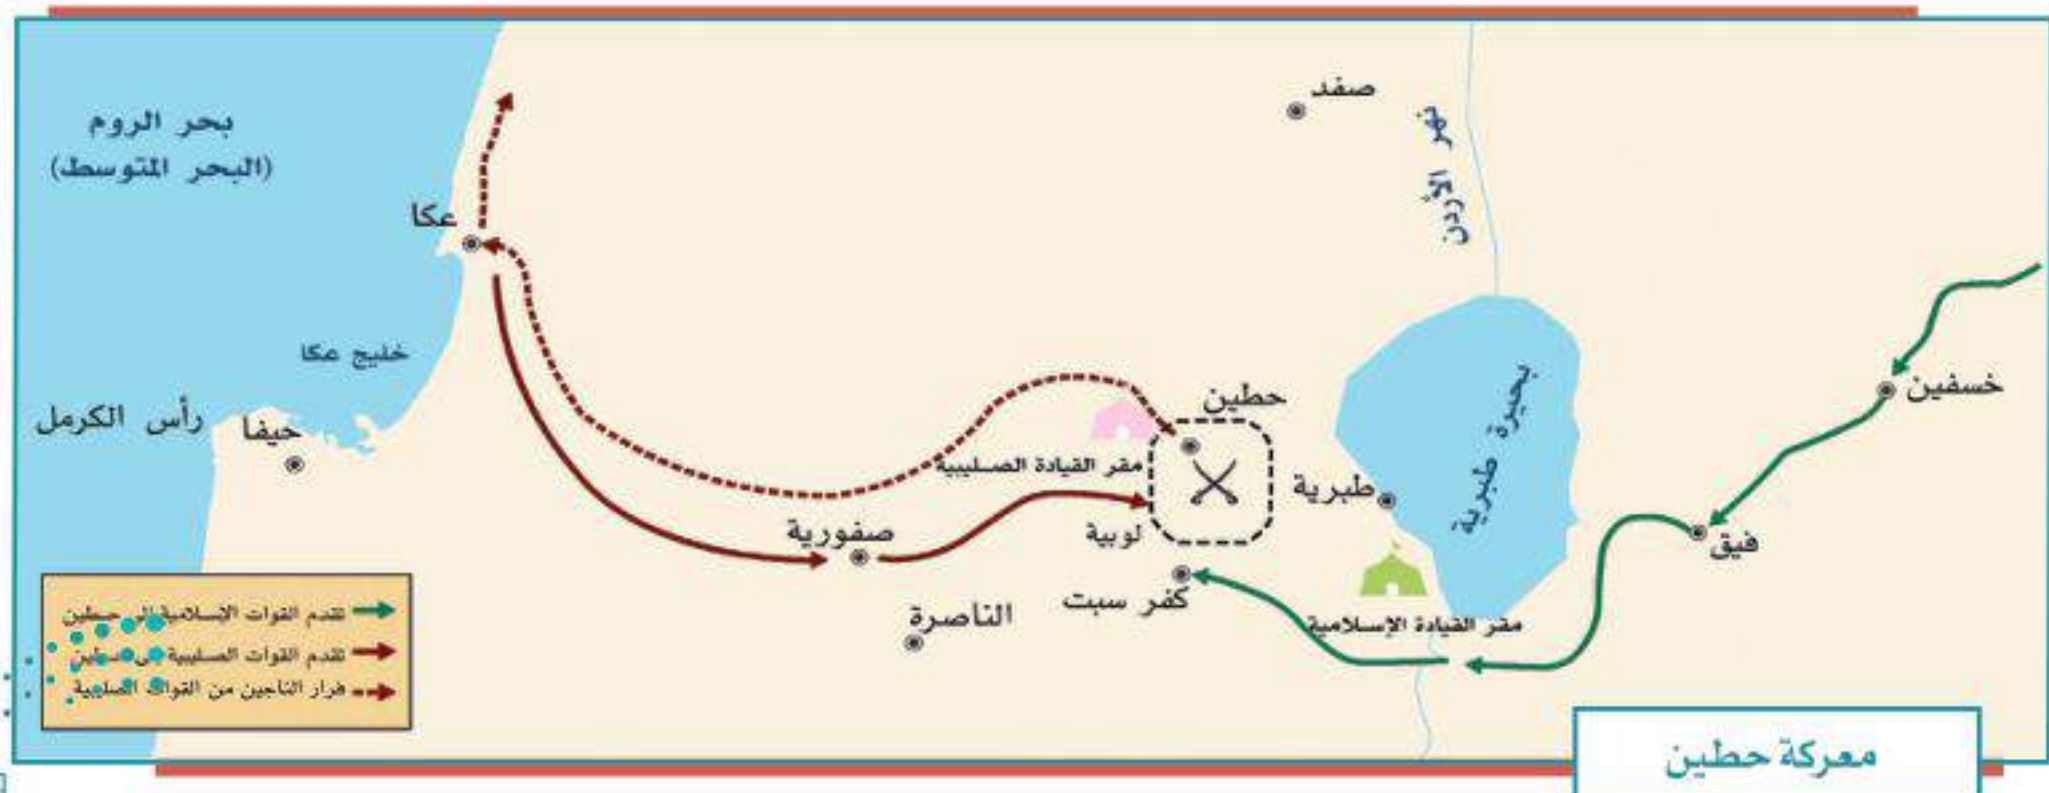 صفد
نهر الأردن
بحر الروم
(البحر المتوسط)
عكا
خليج عكا
رأس الكرمل
حيفا
حطين
خسفين
بحيرة طبرية
مقر القيادة الصليبية
طبرية
لوبية
صفورية
فيق
كفر سبت
الناصرة
مقر القيادة الإسلامية
تقدم القوات الإسلامية إلى حطين
تقدم القوات الصليبية إلى حطين
فرار الناجين من القوات الصليبية
معركة حطين